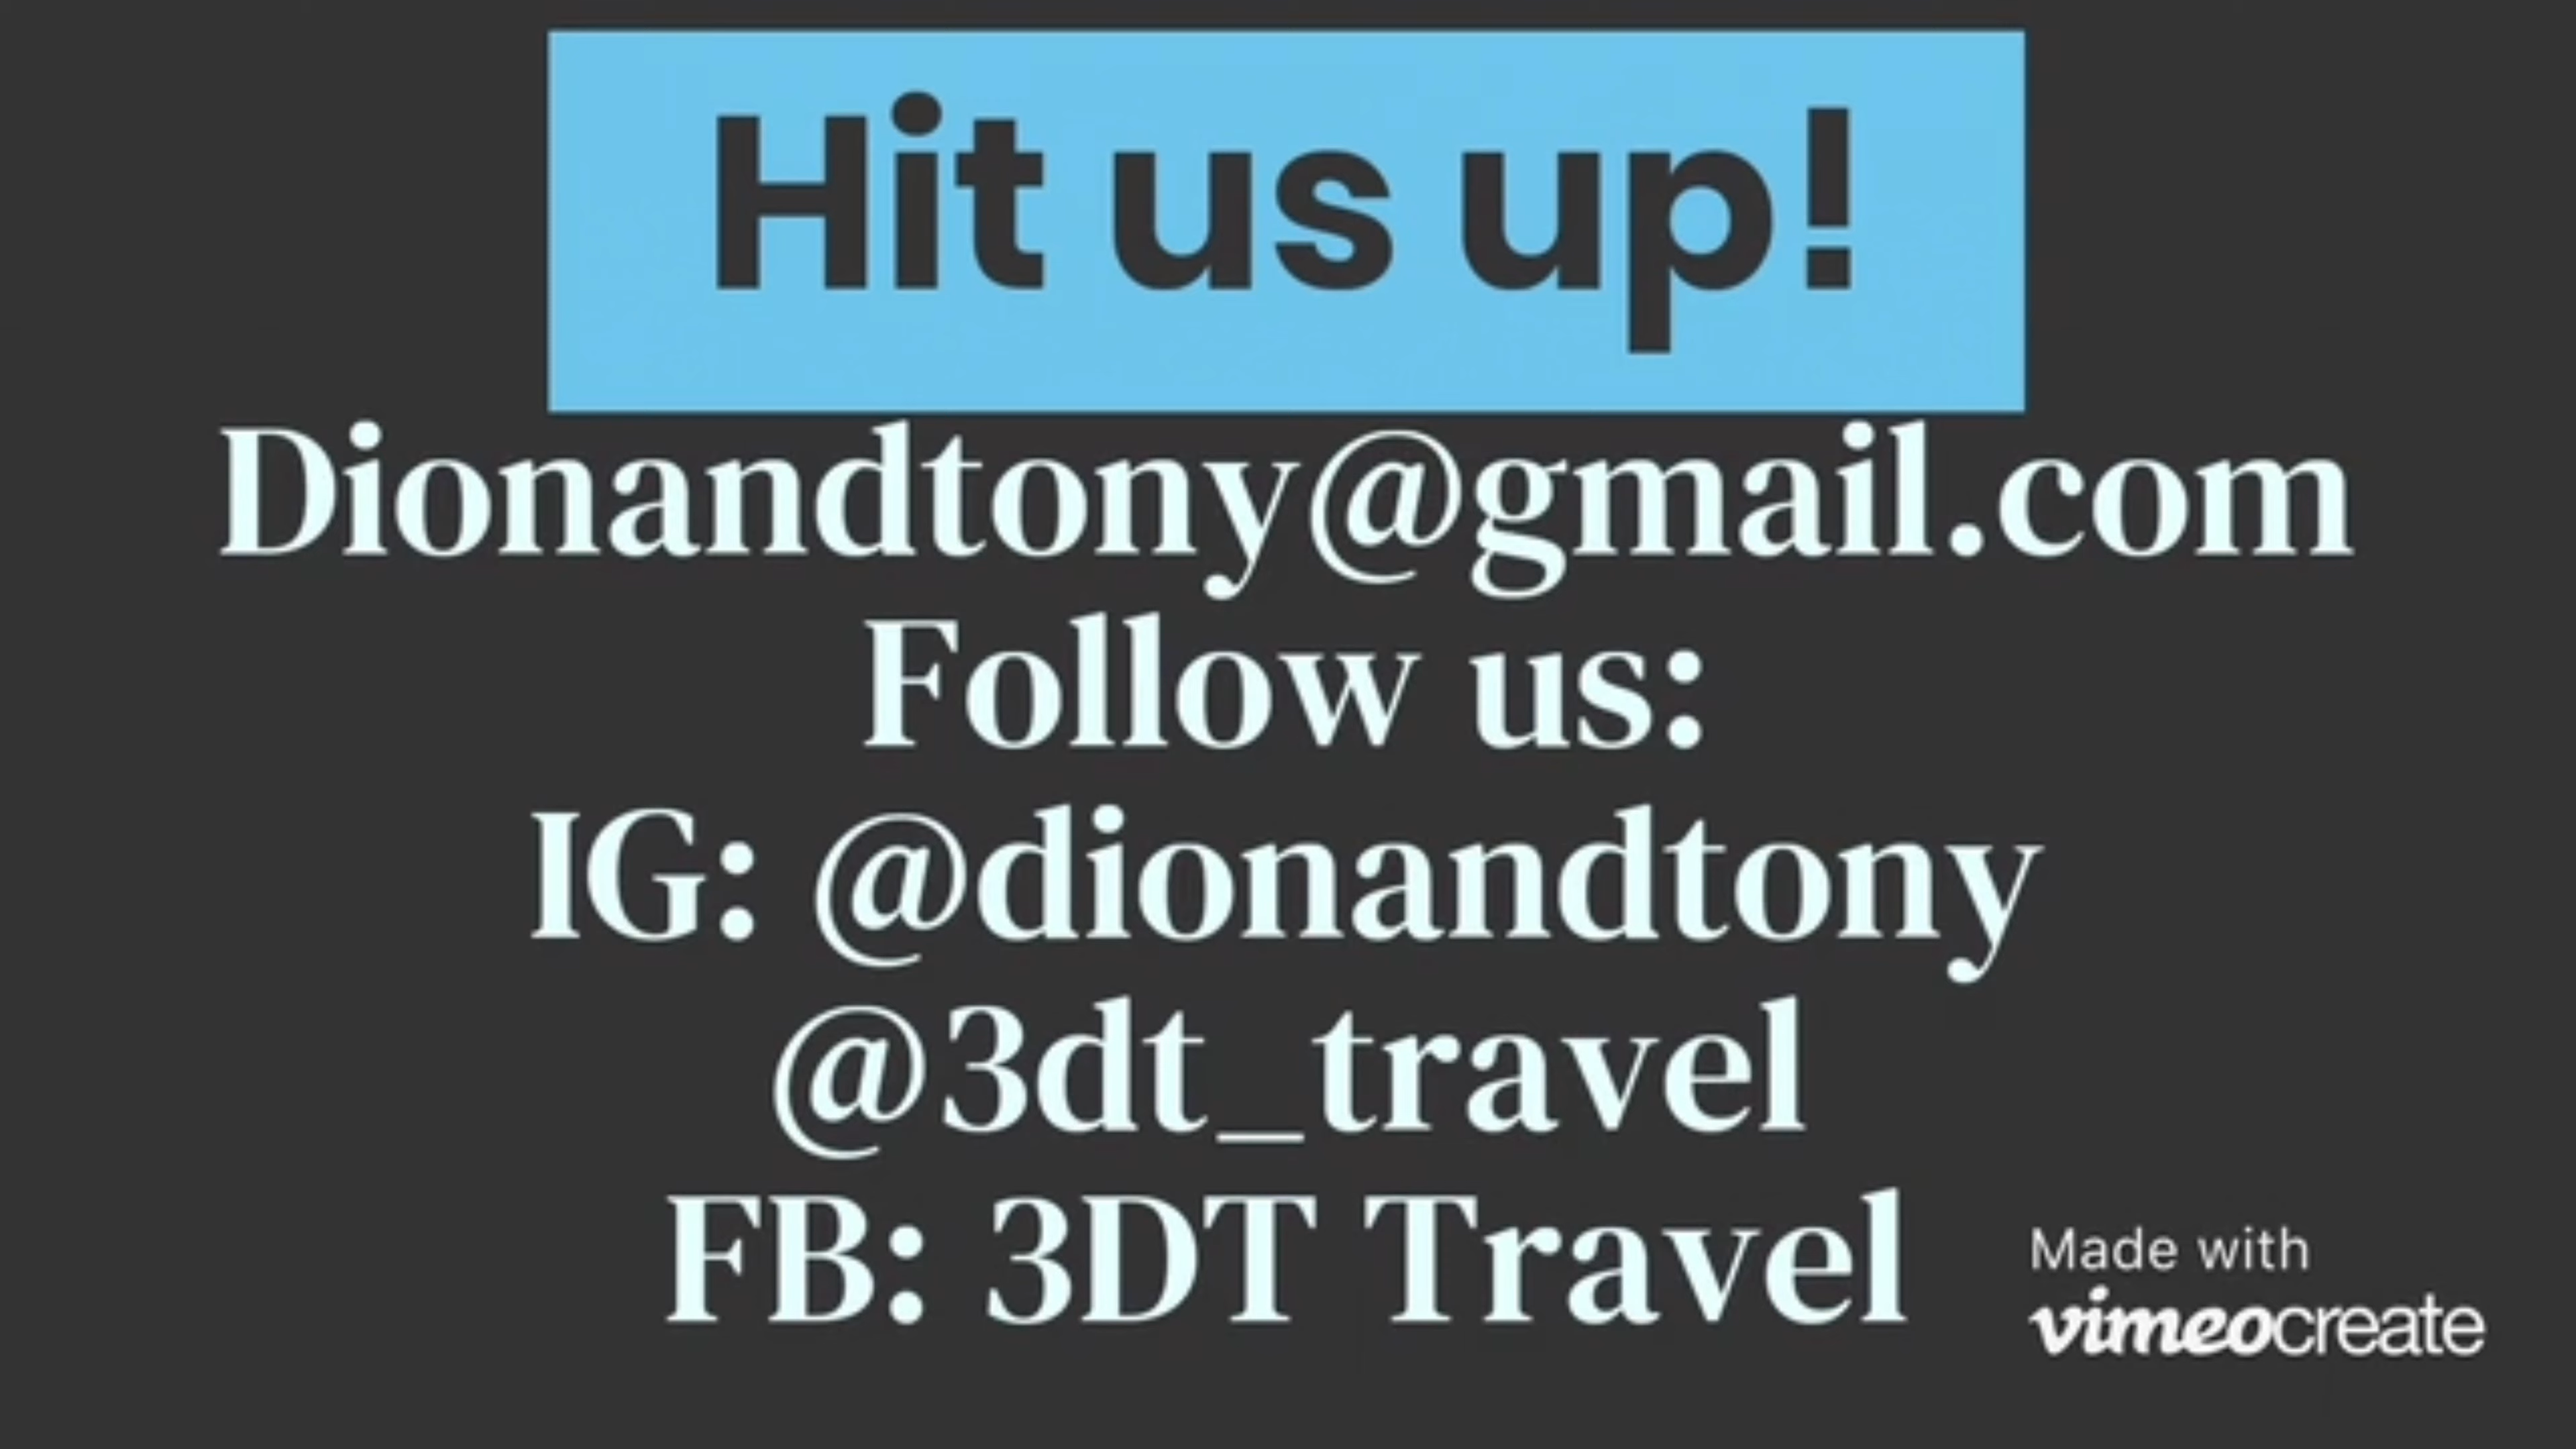 Hit us up!
Dionandtony@gmail.com
Follow us:
IG: @dionandtony
@3dt_travel
FB: 3DT Travel
Made with
vimeocreate